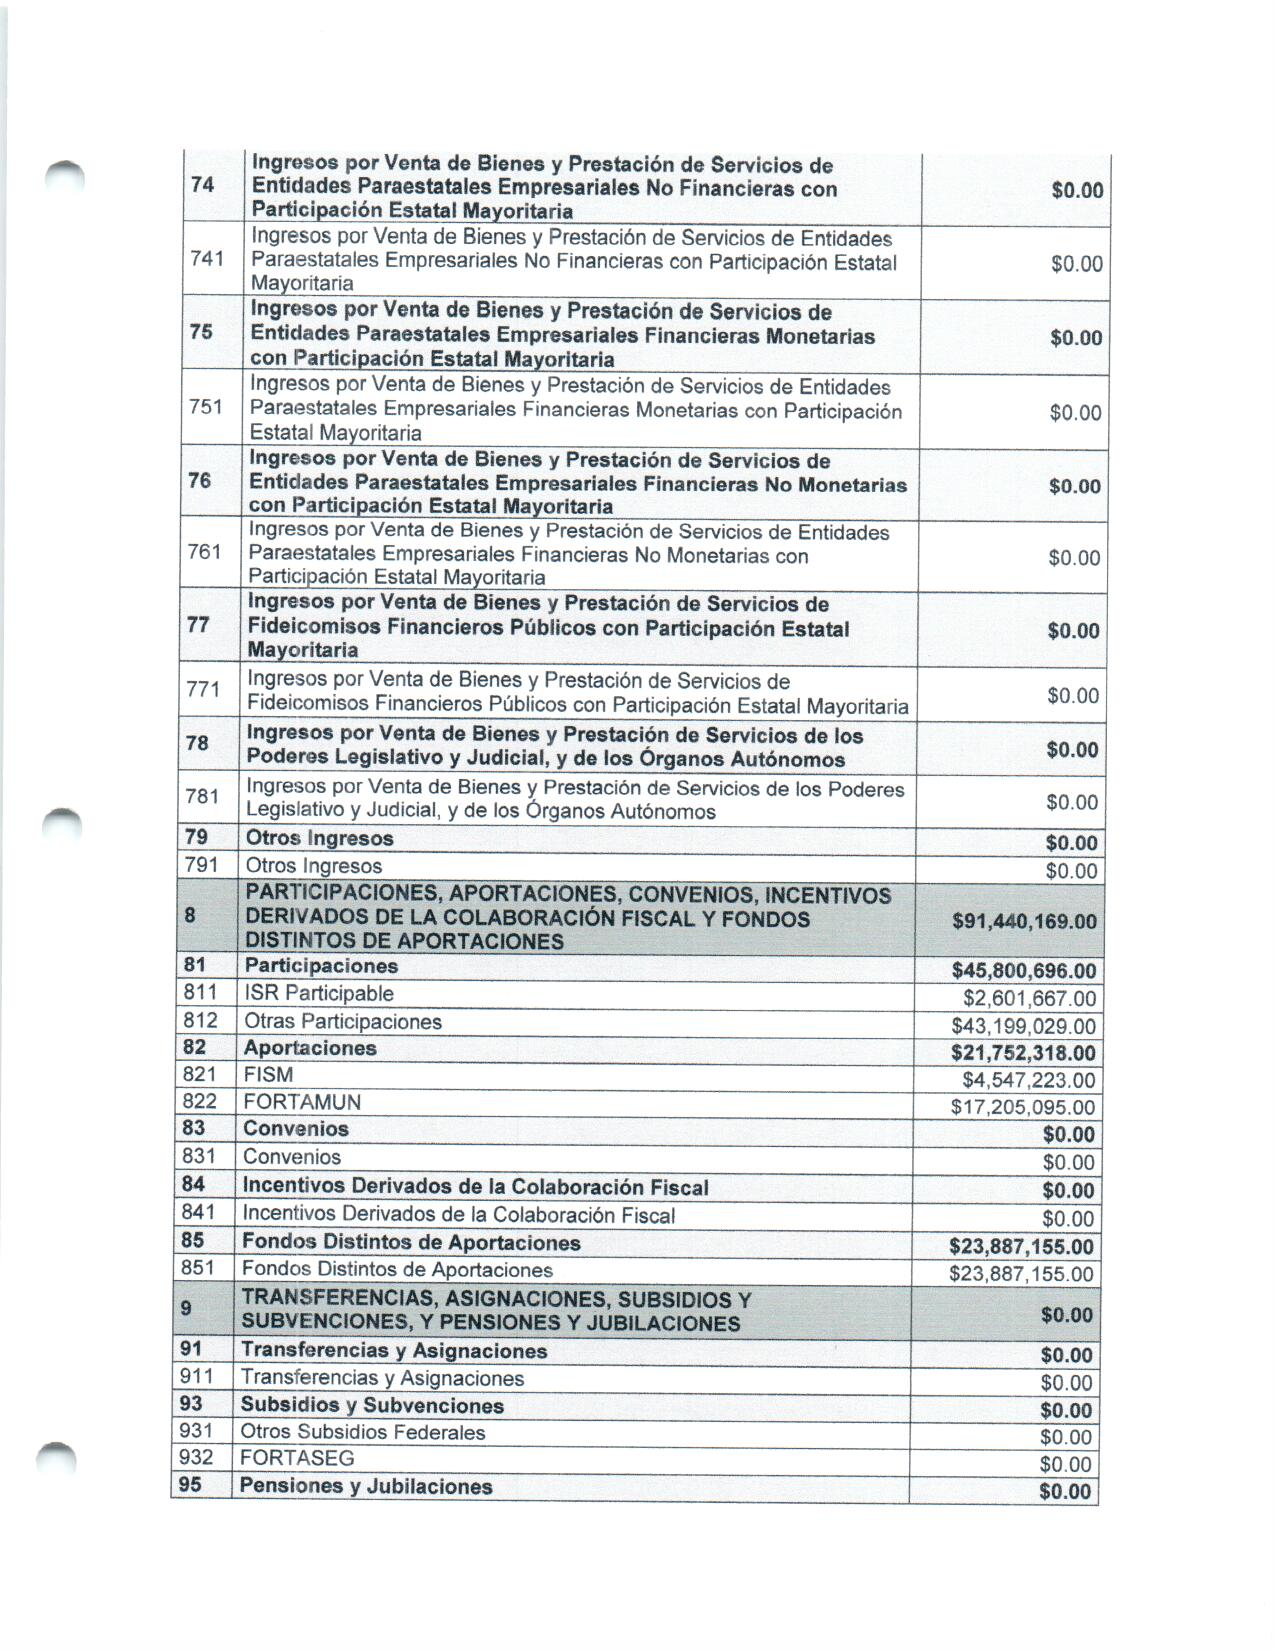 Ingresos por Venta de Bienes y Prestación de Servicios de
74 Entidades Paraestatales Empresariales No Financieras con $0.00
Participación Estatal Mayoritaria
Ingresos por Venta de Bienes y Prestación de Servicios de Entidades
741 Paraestatales Empresariales No Financieras con Participación Estatal $0.00
Mayoritaria
Ingresos por Venta de Bienes y Prestación de Servicios de
75 Entidades Paraestatales Empresariales Financieras Monetarias $0.00
con Participación Estatal Mayoritaria
Ingresos por Venta de Bienes y Prestación de Servicios de Entidades
751 Paraestatales Empresariales Financieras Monetarias con Participación $0.00
Estatal Mayoritaria
Ingresos por Venta de Bienes y Prestación de Servicios de
76 Entidades Paraestatales Empresariales Financieras No Monetarias $0.00
con Participación Estatal Mayoritaria
Ingresos por Venta de Bienes y Prestación de Servicios de Entidades
761 Paraestatales Empresariales Financieras No Monetarias con $0.00
Participación Estatal Mayoritaria
Ingresos por Venta de Bienes y Prestación de Servicios de
77 Fideicomisos Financieros Públicos con Participación Estatal $0.00
Mayoritaria
771 Ingresos por Venta de Bienes y Prestación de Servicios de $0.00
Fideicomisos Financieros Públicos con Participación Estatal Mayoritaria
78 Ingresos por Venta de Bienes y Prestación de Servicios de los $0.00
Poderes Legislativo y Judicial, y de los Órganos Autónomos
781 Ingresos por Venta de Bienes y Prestación de Servicios de los Poderes $0.00
Legislativo y Judicial, y de los Órganos Autónomos
79 Otros Ingresos $0.00
791 Otros Ingresos $0.00
PARTICIPACIONES, APORTACIONES, CONVENIOS, INCENTIVOS
8 DERIVADOS DE LA COLABORACIÓN FISCAL Y FONDOS $91,440,169.00
DISTINTOS DE APORTACIONES
81 Participaciones $45,800,696.00
811 ISR Participable $2,601,667.00
812 Otras Participaciones $43,199,029.00
82 Aportaciones $21,752,318.00
821 FISM $4,547,223.00
822 FORTAMUN $17,205,095.00
83 Convenios $0.00
831 Convenios $0.00
84 Incentivos Derivados de la Colaboración Fiscal $0.00
841 Incentivos Derivados de la Colaboración Fiscal $0.00
85 Fondos Distintos de Aportaciones $23,887,155.00
851 Fondos Distintos de Aportaciones $23,887,155.00
9 TRANSFERENCIAS, ASIGNACIONES, SUBSIDIOS Y $0.00
SUBVENCIONES, Y PENSIONES Y JUBILACIONES
91 Transferencias y Asignaciones $0.00
911 Transferencias y Asignaciones $0.00
93 Subsidios y Subvenciones $0.00
931 Otros Subsidios Federales $0.00
932 FORTASEG $0.00
95 Pensiones y Jubilaciones $0.00